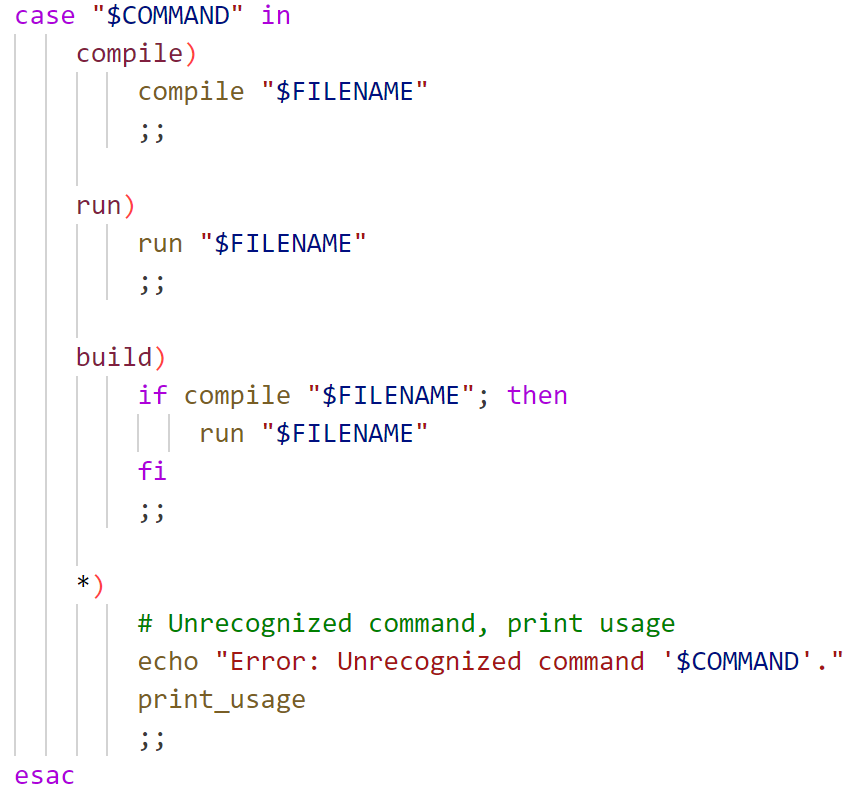 case "$COMMAND" in
    compile)
        compile "$FILENAME"
        ;;

    run)
        run "$FILENAME"
        ;;

    build)
        if compile "$FILENAME"; then
            run "$FILENAME"
        fi
        ;;

    *)
        # Unrecognized command, print usage
        echo "Error: Unrecognized command '$COMMAND'."
        print_usage
        ;;
esac